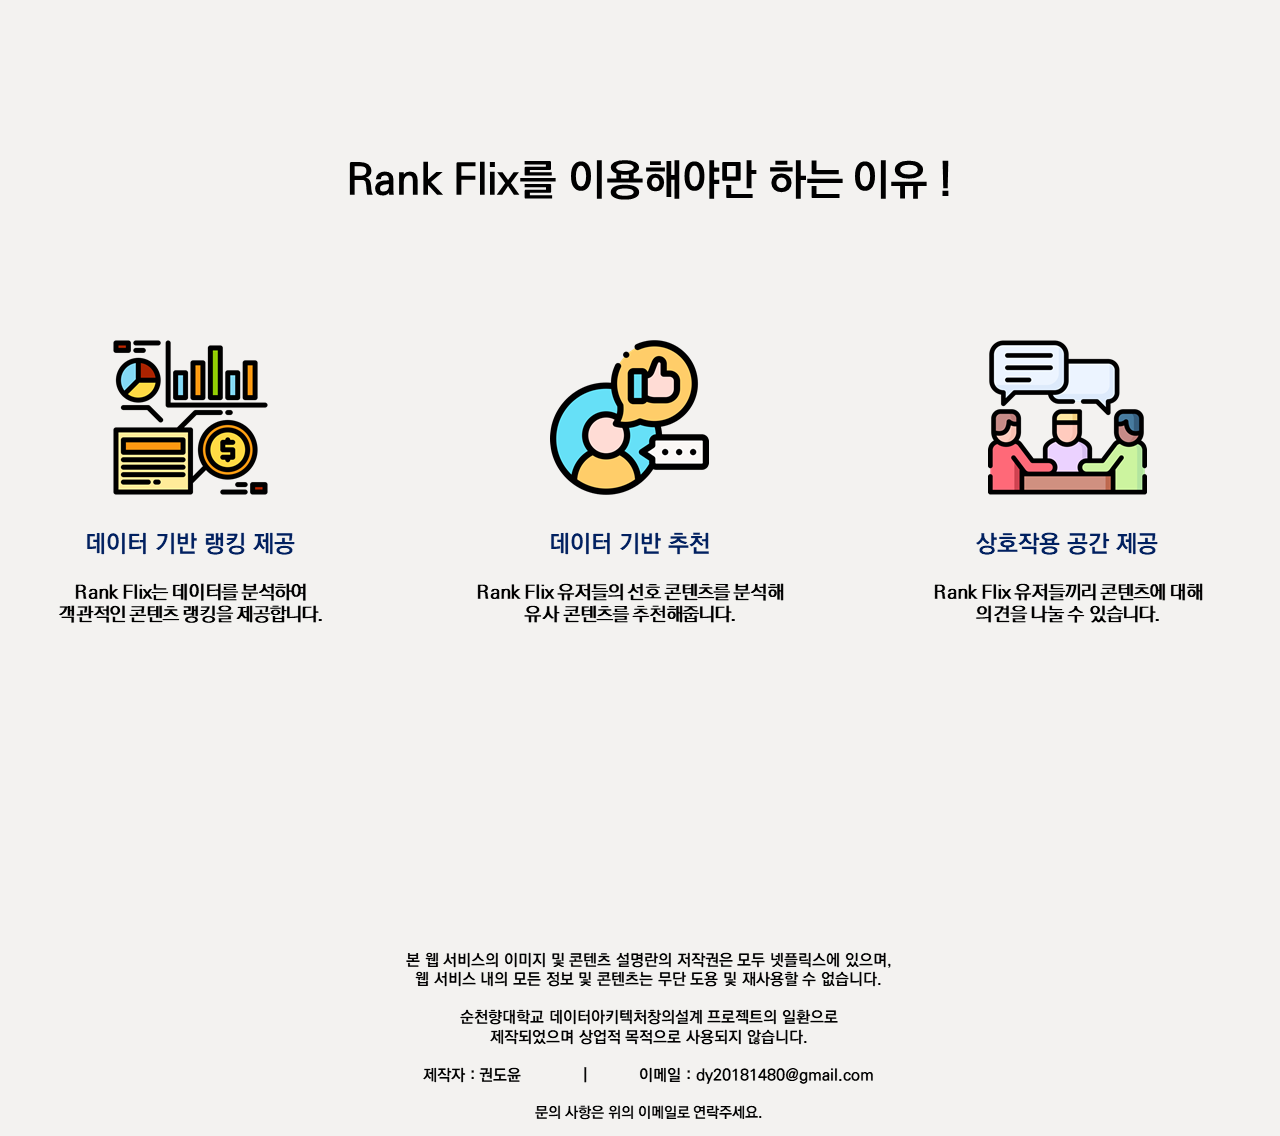 Rank Flix를 이용해야만 하는 이유 !
데이터 기반 랭킹 제공
Rank Flix는 데이터를 분석하여
객관적인 콘텐츠 랭킹을 제공합니다.
데이터 기반 추천
Rank Flix 유저들의 선호 콘텐츠를 분석해
유사 콘텐츠를 추천해줍니다.
상호작용 공간 제공
Rank Flix 유저들끼리 콘텐츠에 대해
의견을 나눌 수 있습니다.
본 웹 서비스의 이미지 및 콘텐츠 설명란의 저작권은 모두 넷플릭스에 있으며,
웹 서비스 내의 모든 정보 및 콘텐츠는 무단 도용 및 재사용할 수 없습니다.
순천향대학교 데이터아키텍처창의설계 프로젝트의 일환으로
제작되었으며 상업적 목적으로 사용되지 않습니다.
제작자 : 권도윤 | 이메일 : dy20181480@gmail.com
문의 사항은 위의 이메일로 연락주세요.